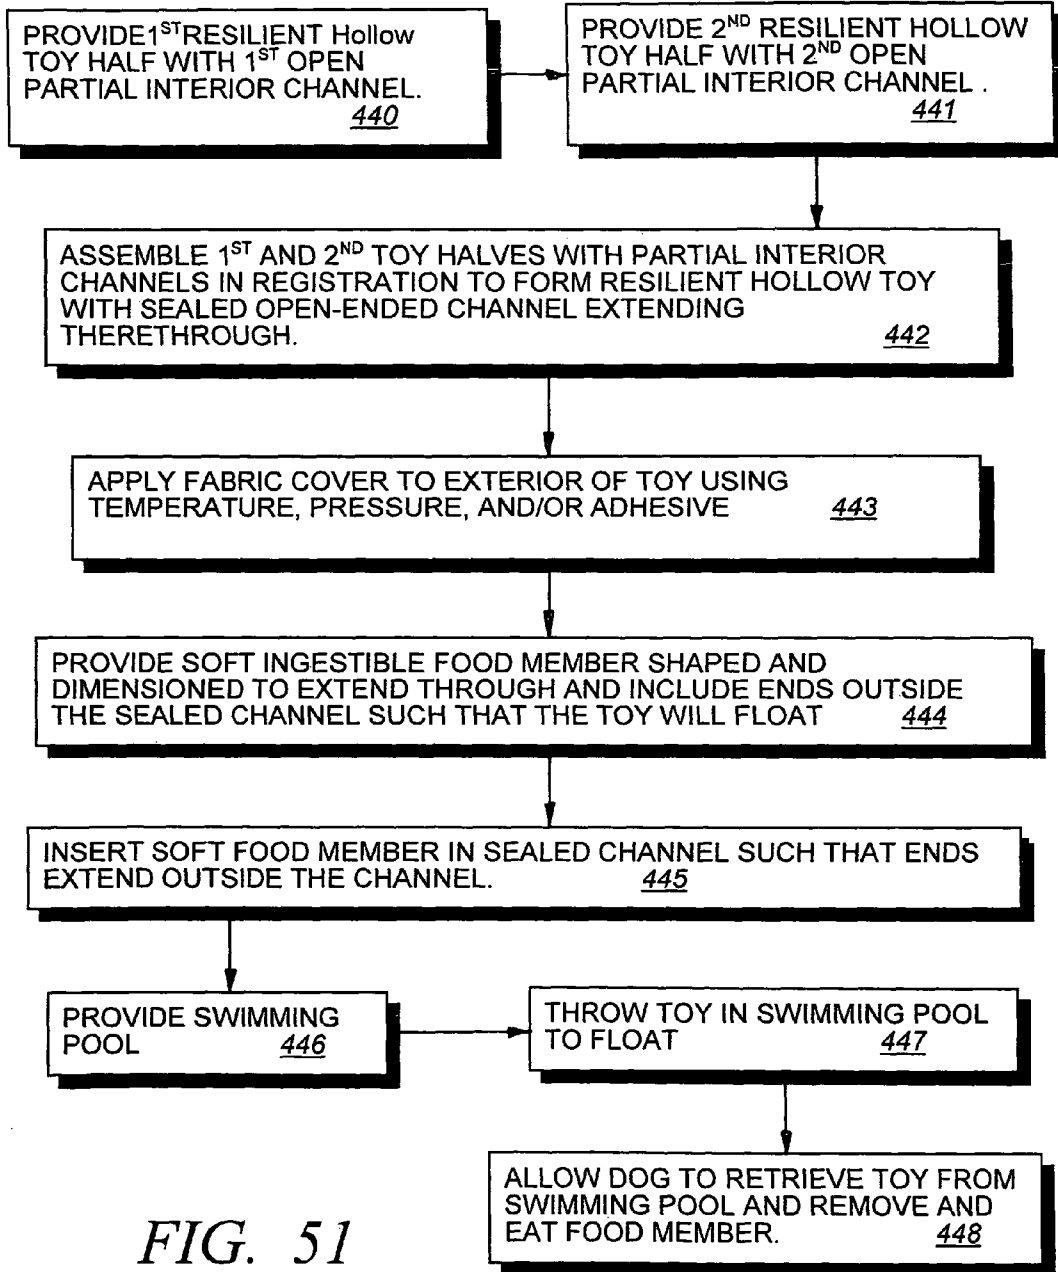 PROVIDE 1ST RESILIENT Hollow
TOY HALF WITH 1ST OPEN
PARTIAL INTERIOR CHANNEL.
440
PROVIDE 2ND RESILIENT HOLLOW
TOY HALF WITH 2ND OPEN
PARTIAL INTERIOR CHANNEL .
441
ASSEMBLE 1ST AND 2ND TOY HALVES WITH PARTIAL INTERIOR
CHANNELS IN REGISTRATION TO FORM RESILIENT HOLLOW TOY
WITH SEALED OPEN-ENDED CHANNEL EXTENDING
THERETHROUGH. 442
APPLY FABRIC COVER TO EXTERIOR OF TOY USING
TEMPERATURE, PRESSURE, AND/OR ADHESIVE 443
PROVIDE SOFT INGESTIBLE FOOD MEMBER SHAPED AND
DIMENSIONED TO EXTEND THROUGH AND INCLUDE ENDS OUTSIDE
THE SEALED CHANNEL SUCH THAT THE TOY WILL FLOAT 444
INSERT SOFT FOOD MEMBER IN SEALED CHANNEL SUCH THAT ENDS
EXTEND OUTSIDE THE CHANNEL. 445
PROVIDE SWIMMING
POOL 446
THROW TOY IN SWIMMING POOL
TO FLOAT 447
ALLOW DOG TO RETRIEVE TOY FROM
SWIMMING POOL AND REMOVE AND
EAT FOOD MEMBER. 448
FIG. 51